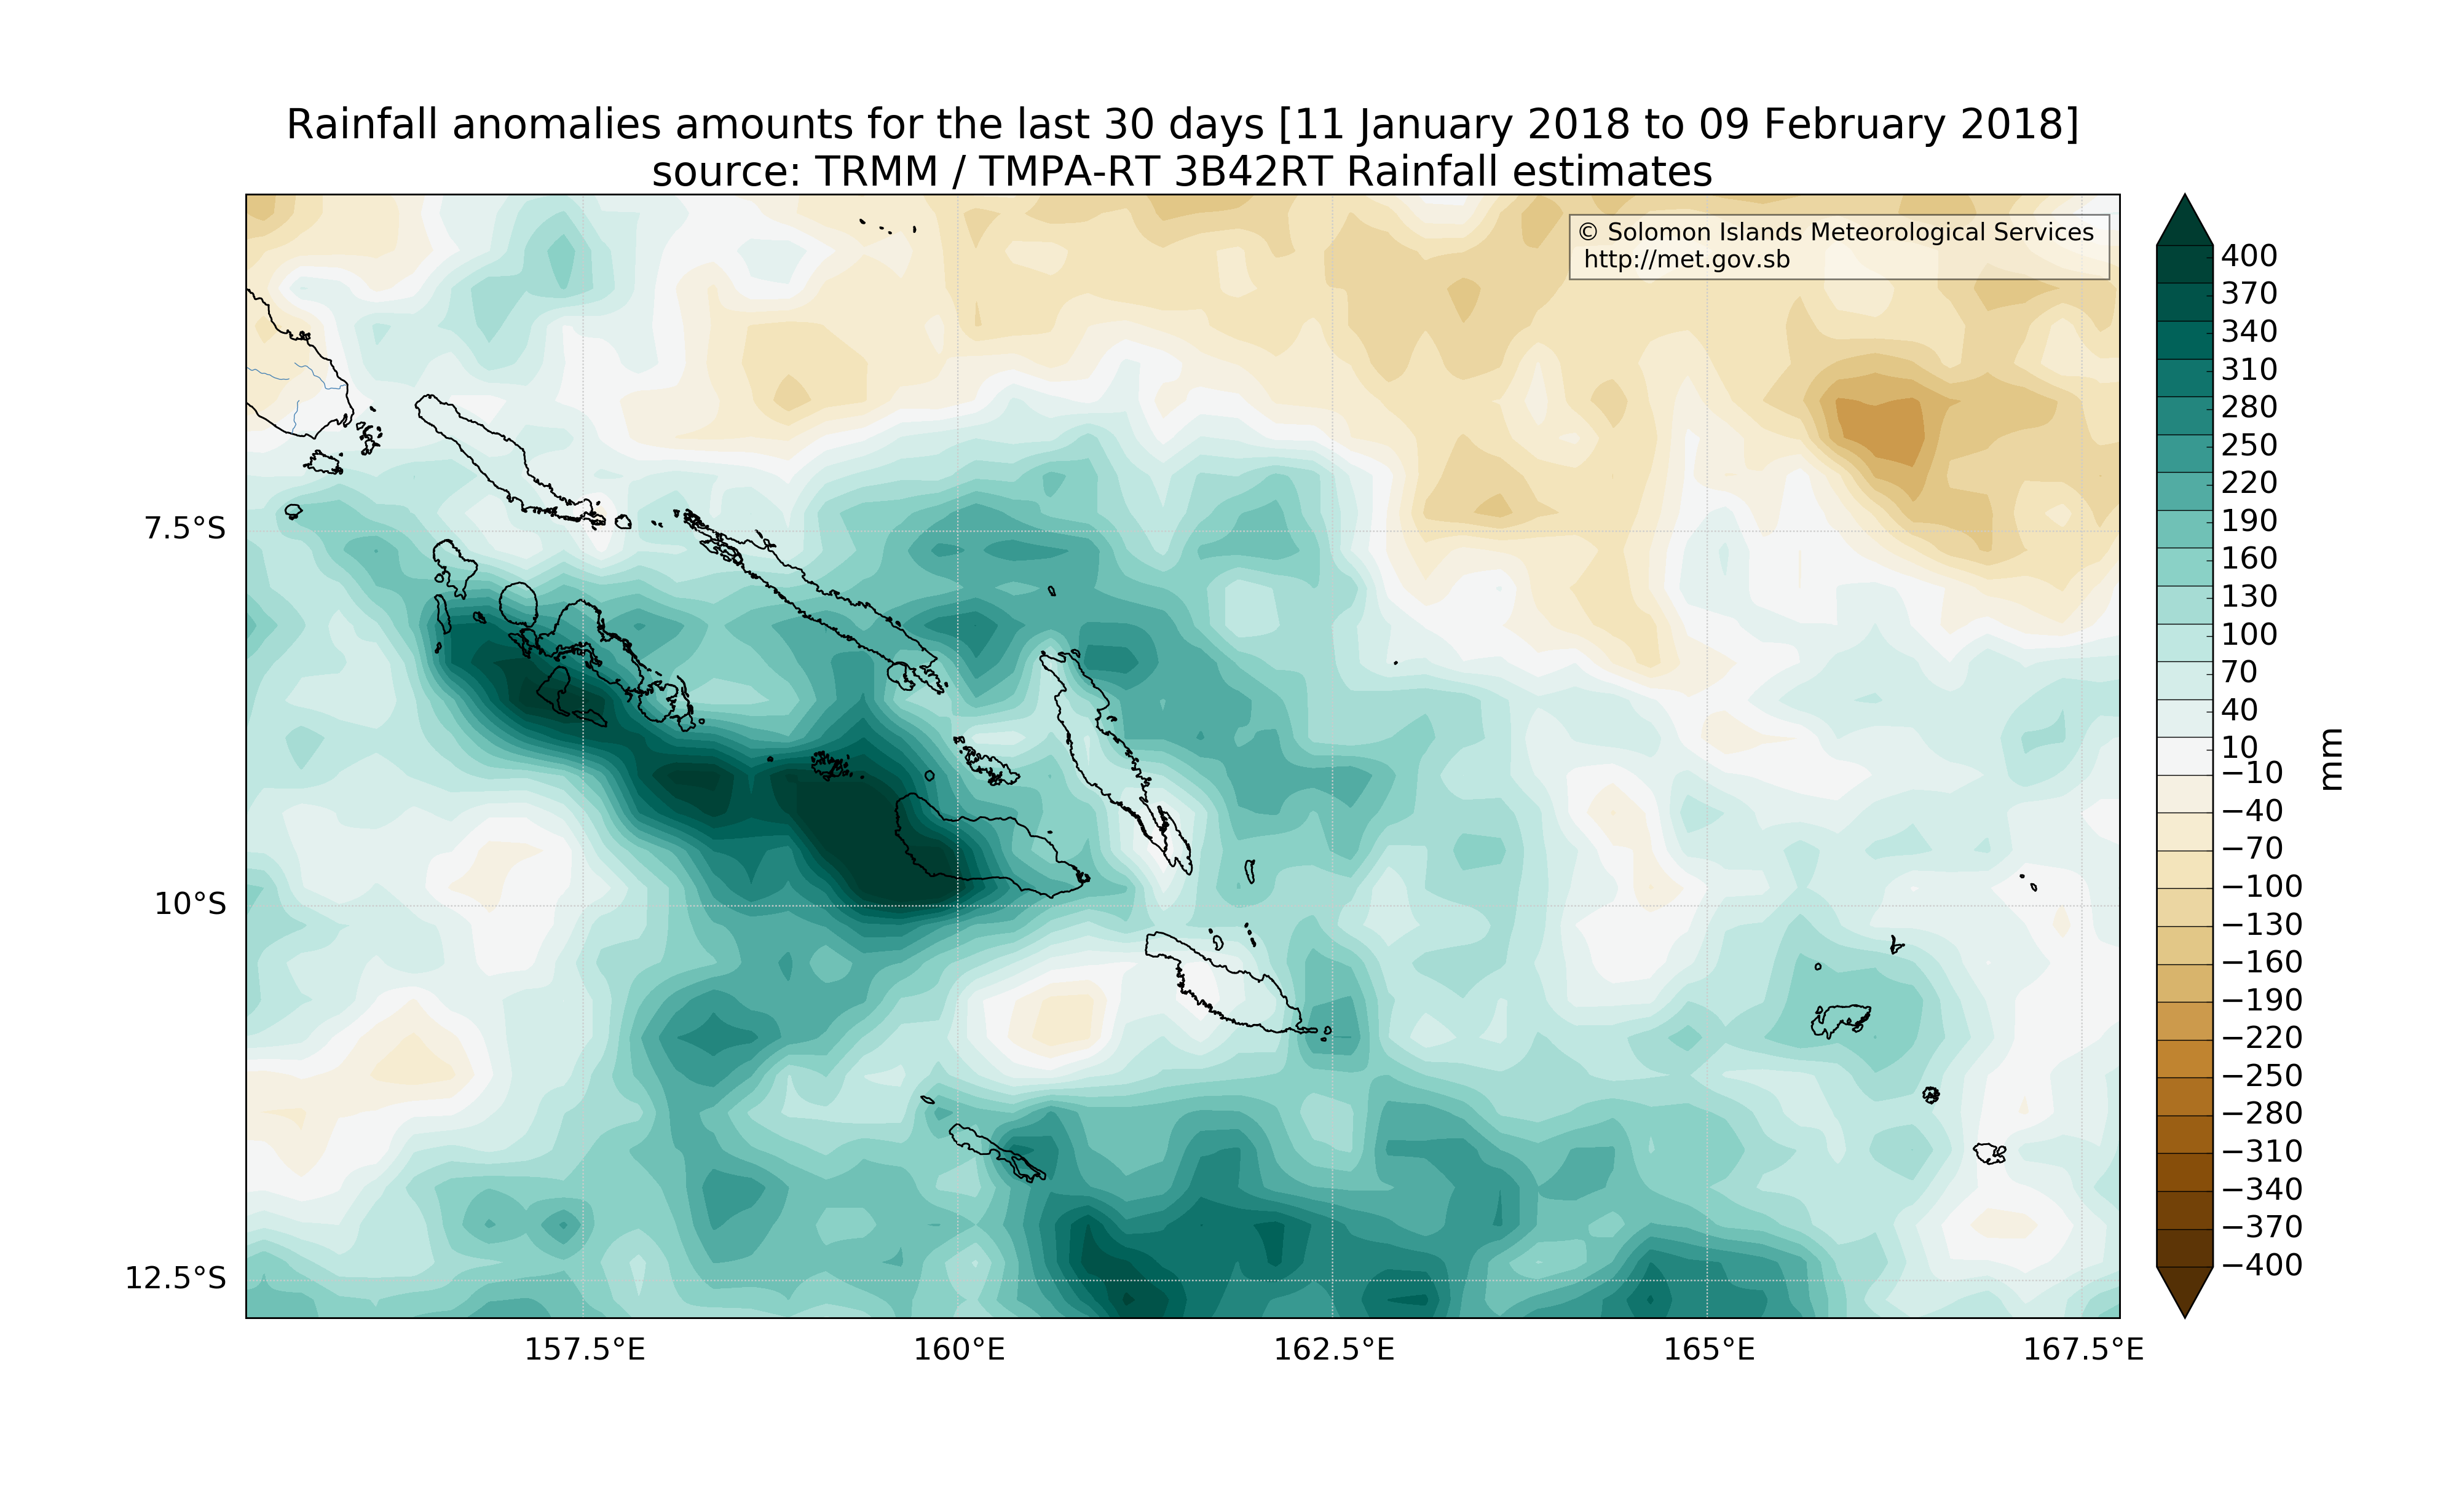 Rainfall anomalies amounts for the last 30 days [11 January 2018 to 09 February 2018]
source: TRMM / TMPA-RT 3B42RT Rainfall estimates
© Solomon Islands Meteorological Services
http://met.gov.sb
7.5°S
10°S
12.5°S
157.5°E
160°E
162.5°E
165°E
167.5°E
400
370
340
310
280
250
220
190
160
130
100
70
40
10
−10
−40
−70
−100
−130
−160
−190
−220
−250
−280
−310
−340
−370
−400
mm